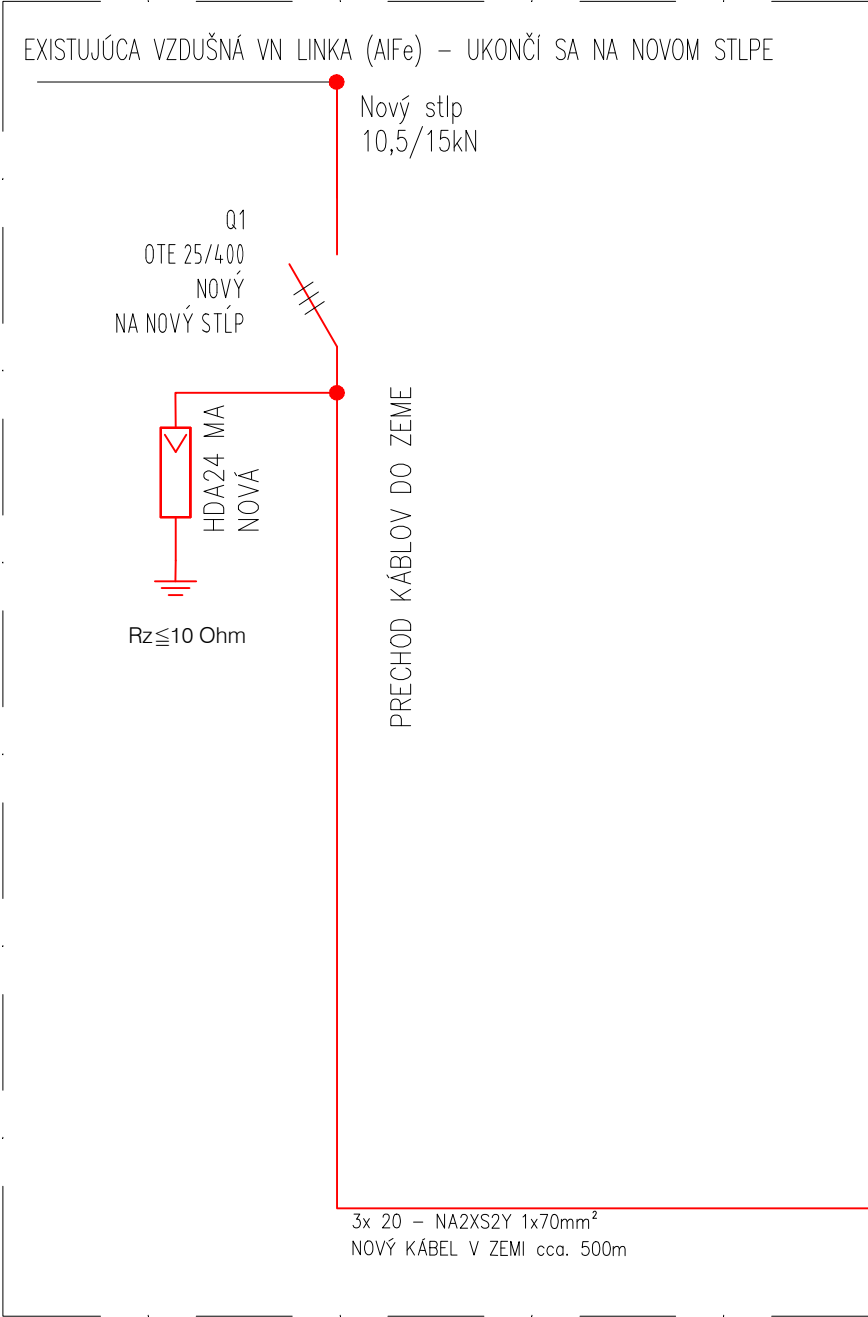 EXISTUJÚCA VZDUŠNÁ VN LINKA (AlFe) – UKONČÍ SA NA NOVOM STLPE
Nový stlp
10,5/15kN
Q1
OTE 25/400
NOVÝ
NA NOVÝ STĹP
HDA24 MA
NOVÁ
PRECHOD KÁBLOV DO ZEME
Rz≦10 Ohm
3x 20 – NA2XS2Y 1x70mm²
NOVÝ KÁBEL V ZEMI cca. 500m